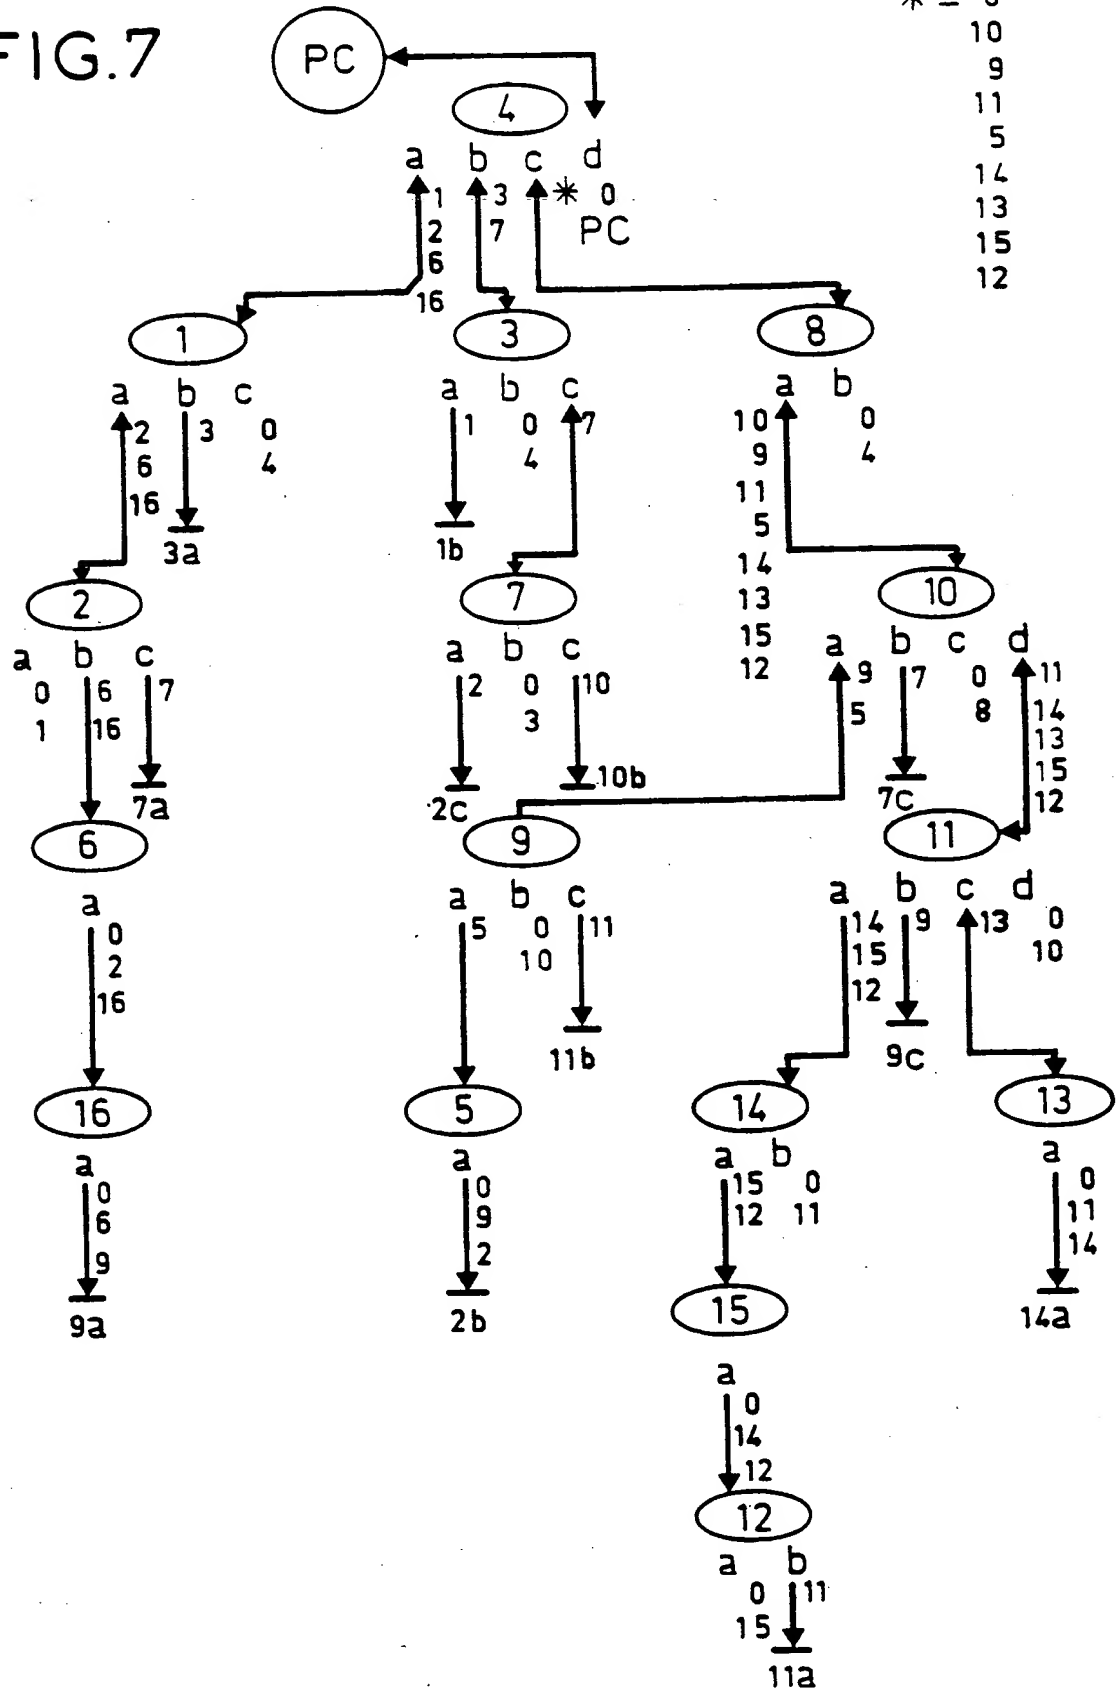 FIG.7
PC
* = 8
10
9
11
5
14
13
15
12
4
a b c d
1 3 * 0
2 7 PC
6
16
1 3 8
a b c
2 3 0
6 4
16
3a
a b c
1 0 7
4
1b
a b
10 0
9 4
11
5
14
13
15
12
2 7 10
a b c
0 6 7
1 16
7a
a b c
2 0 10
3
2c 10b
a b c d
9 7 0 11
5 8 14
13
15
12
7c
6 9 11
a
0
2
16
a b c
5 0 11
10
11b
a b c d
14 9 13 0
15 10
12
9c
16 5 14 13
a
0
6
9
9a
a
0
9
2
2b
a b
15 0
12 11
a
0
11
14
14a
15
a
0
14
12
12
a b
0 11
15
11a